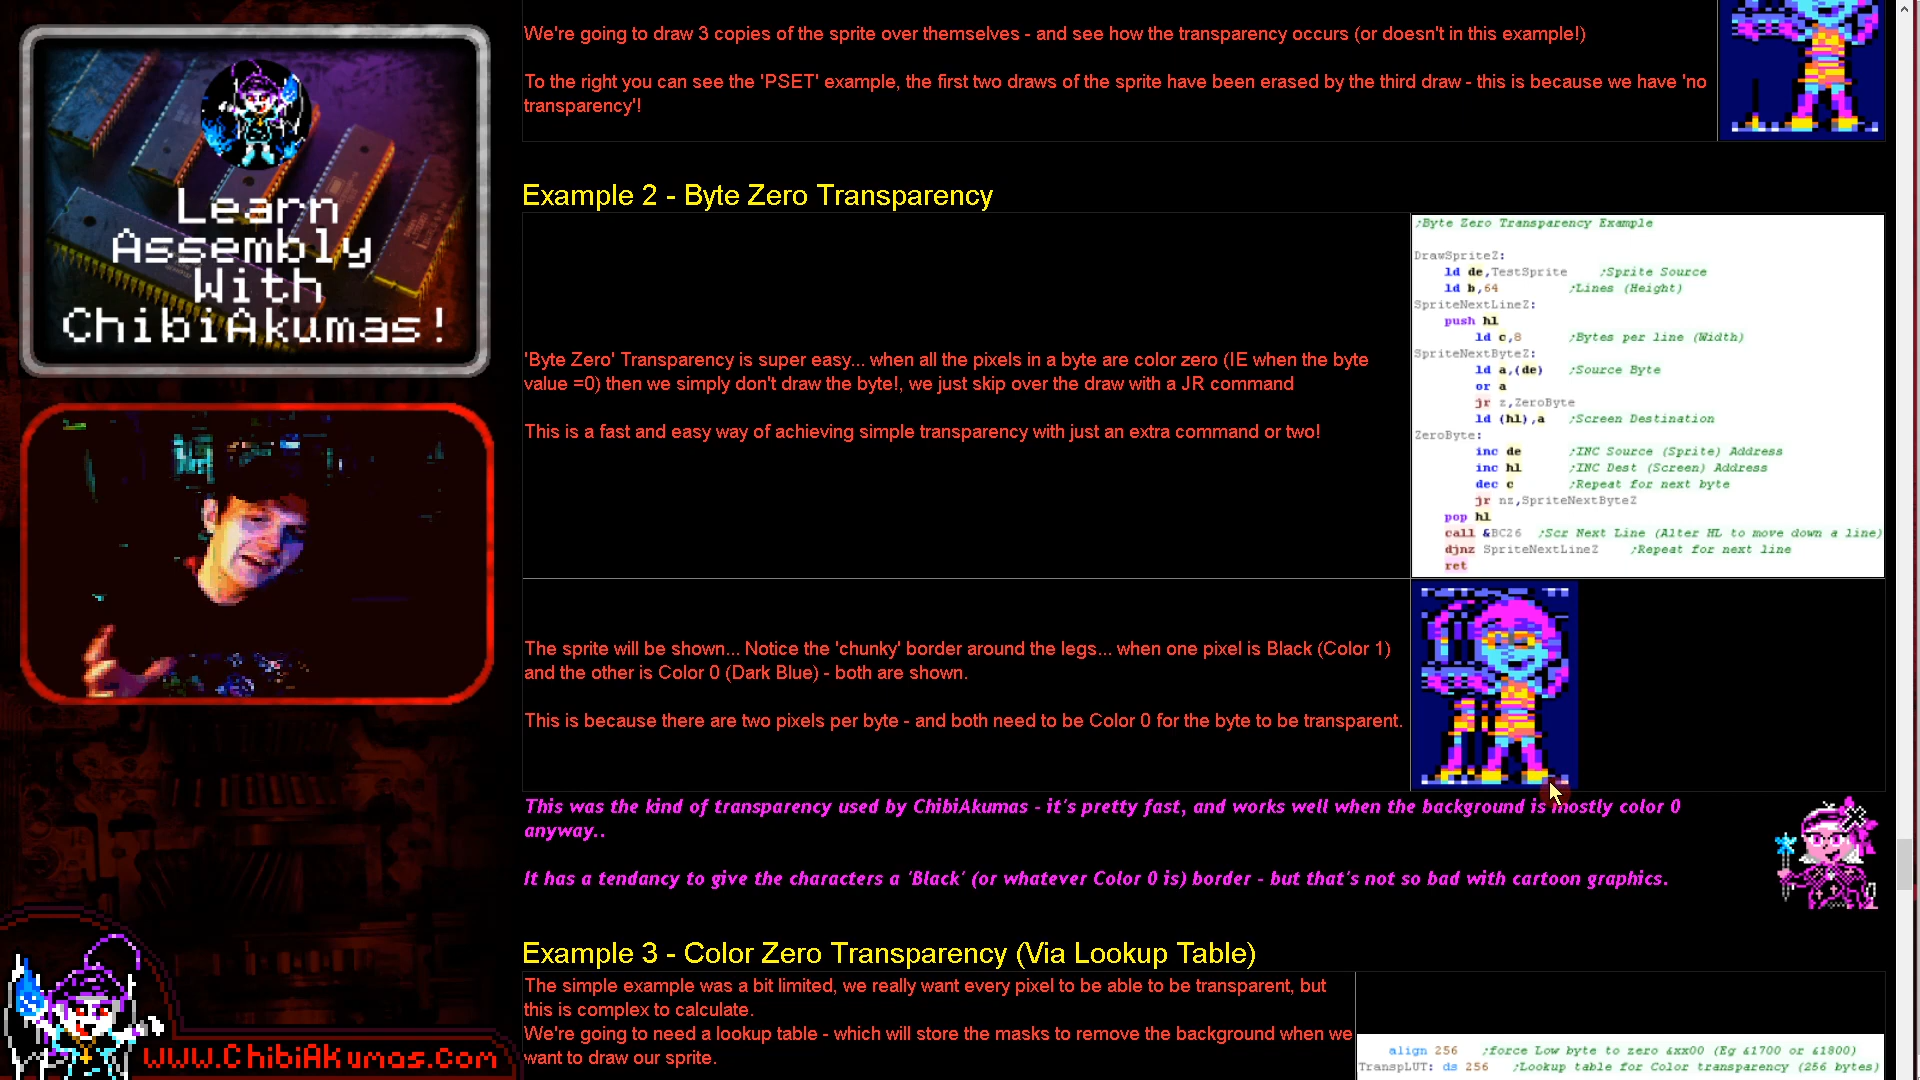 Learn
Assembly
With
ChibiAkumas!
www.ChibiAkumas.com
We're going to draw 3 copies of the sprite over themselves - and see how the transparency occurs (or doesn't in this example!)
To the right you can see the 'PSET' example, the first two draws of the sprite have been erased by the third draw - this is because we have 'no
transparency'!
Example 2 - Byte Zero Transparency
'Byte Zero' Transparency is super easy... when all the pixels in a byte are color zero (IE when the byte
value =0) then we simply don't draw the byte!, we just skip over the draw with a JR command
This is a fast and easy way of achieving simple transparency with just an extra command or two!
;Byte Zero Transparency Example
DrawSpriteZ:
ld de,TestSprite ;Sprite Source
ld b,64 ;Lines (Height)
SpriteNextLineZ:
push hl
ld c,8 ;Bytes per line (Width)
SpriteNextByteZ:
ld a,(de) ;Source Byte
or a
jr z,ZeroByte
ld (hl),a ;Screen Destination
ZeroByte:
inc de ;INC Source (Sprite) Address
inc hl ;INC Dest (Screen) Address
dec c ;Repeat for next byte
jr nz,SpriteNextByteZ
pop hl
call &BC26 ;Scr Next Line (Alter HL to move down a line)
djnz SpriteNextLineZ ;Repeat for next line
ret
The sprite will be shown... Notice the 'chunky' border around the legs... when one pixel is Black (Color 1)
and the other is Color 0 (Dark Blue) - both are shown.
This is because there are two pixels per byte - and both need to be Color 0 for the byte to be transparent.
This was the kind of transparency used by ChibiAkumas - it's pretty fast, and works well when the background is mostly color 0
anyway..
It has a tendancy to give the characters a 'Black' (or whatever Color 0 is) border - but that's not so bad with cartoon graphics.
Example 3 - Color Zero Transparency (Via Lookup Table)
The simple example was a bit limited, we really want every pixel to be able to be transparent, but
this is complex to calculate.
We're going to need a lookup table - which will store the masks to remove the background when we
want to draw our sprite.
align 256 ;force Low byte to zero &xx00 (Eg &1700 or &1800)
TranspLUT: ds 256 ;Lookup table for Color transparency (256 bytes)